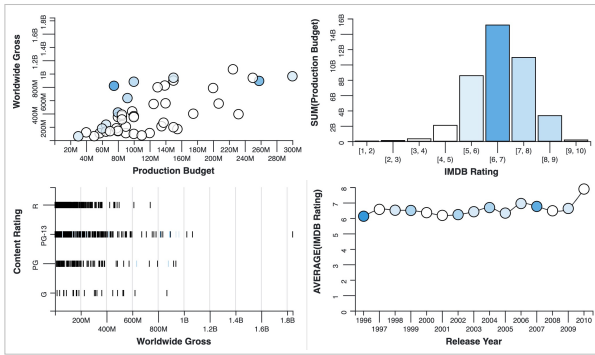 Worldwide Gross
1.8B
1.6B
1.4B
1.2B
1B
800M
600M
400M
200M
20M 60M 100M 140M 180M 220M 260M 300M
40M 80M 120M 160M 200M 240M 280M
Production Budget
SUM(Production Budget)
16B
14B
12B
10B
8B
6B
4B
2B
0
[1, 2) [3, 4) [5, 6) [7, 8) [9, 10)
[2, 3) [4, 5) [6, 7) [8, 9)
IMDB Rating
Content Rating
R
PG-13
PG
G
200M 600M 1B 1.4B 1.8B
400M 800M 1.2B 1.6B
Worldwide Gross
AVERAGE(IMDB Rating)
8
7
6
5
4
3
2
1
0
1996 1998 2000 2002 2004 2006 2008 2010
1997 1999 2001 2003 2005 2007 2009
Release Year